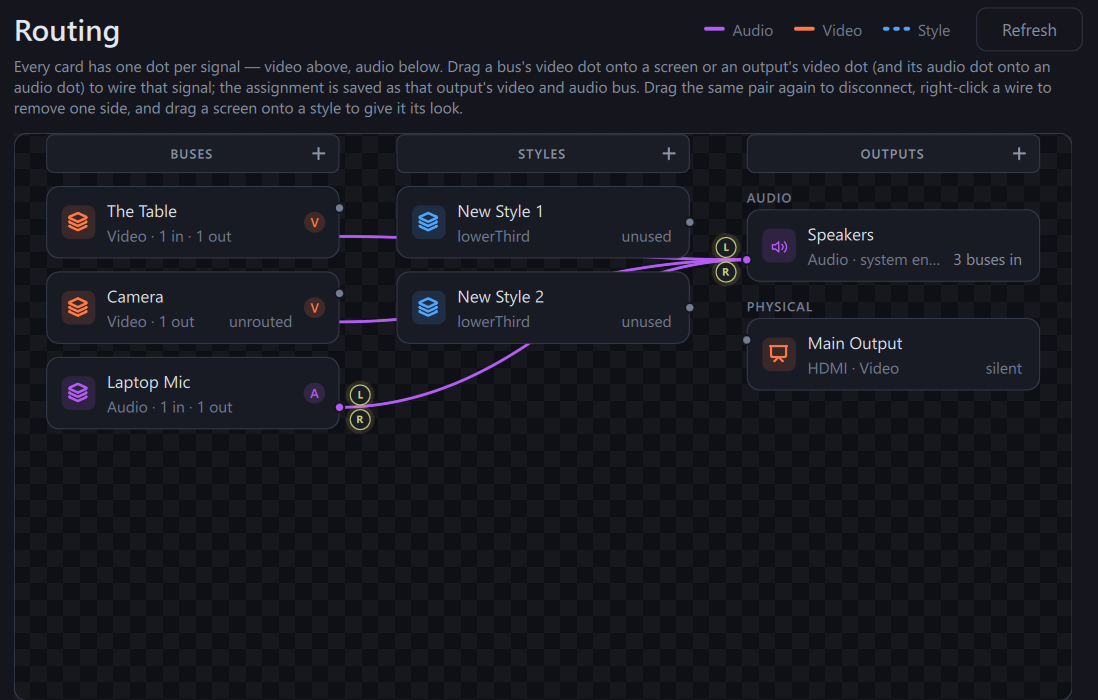 Routing
Audio
Video
Style
Refresh
Every card has one dot per signal — video above, audio below. Drag a bus's video dot onto a screen or an output's video dot (and its audio dot onto an
audio dot) to wire that signal; the assignment is saved as that output's video and audio bus. Drag the same pair again to disconnect, right-click a wire to
remove one side, and drag a screen onto a style to give it its look.
BUSES +
STYLES +
OUTPUTS +
The Table
Video · 1 in · 1 out
V
Camera
Video · 1 out unrouted
V
Laptop Mic
Audio · 1 in · 1 out
A
L
R
New Style 1
lowerThird unused
New Style 2
lowerThird unused
AUDIO
L
R
Speakers
Audio · system en... 3 buses in
PHYSICAL
Main Output
HDMI · Video silent